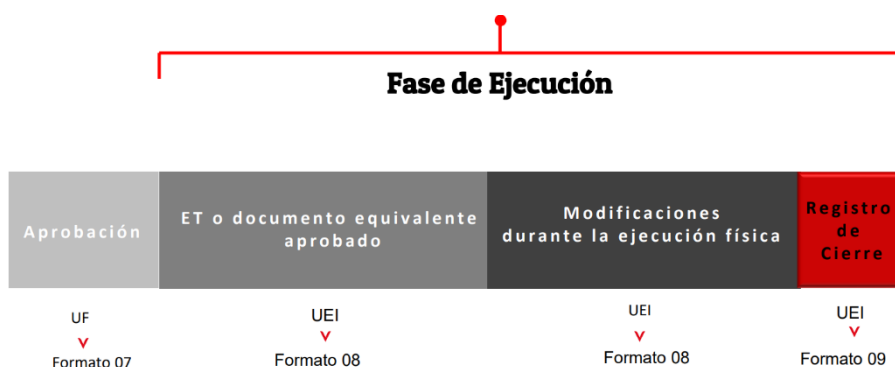 Fase de Ejecución
Aprobación
ET o documento equivalente
aprobado
Modificaciones
durante la ejecución física
Registro
de
Cierre
UF
Formato 07
UEI
Formato 08
UEI
Formato 08
UEI
Formato 09